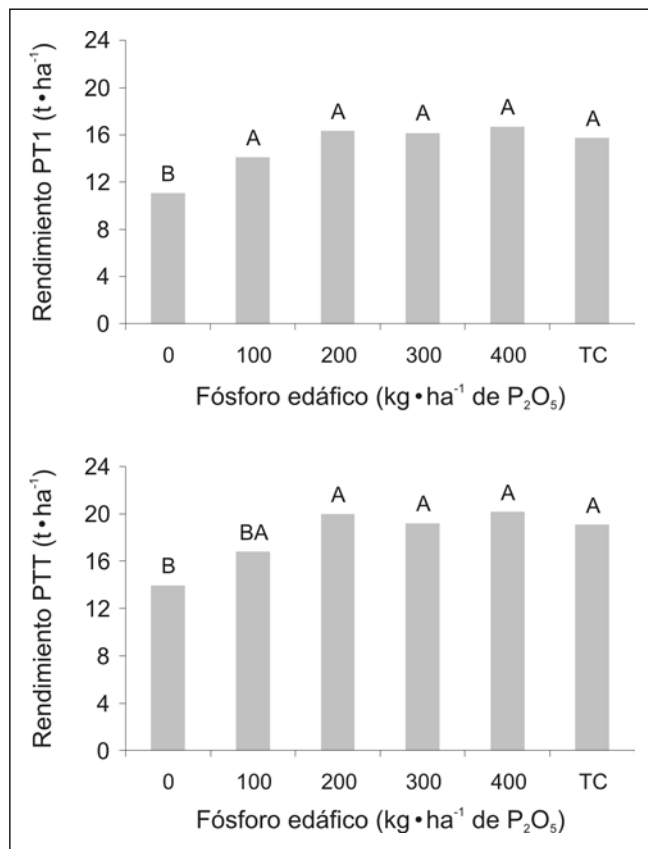 Rendimiento PT1 (t•ha⁻¹)
24
20
16
12
8
4
0
B
A
A
A
A
A
0 100 200 300 400 TC
Fósforo edáfico (kg•ha⁻¹ de P₂O₅)
Rendimiento PTT (t•ha⁻¹)
24
20
16
12
8
4
0
B
BA
A
A
A
A
0 100 200 300 400 TC
Fósforo edáfico (kg•ha⁻¹ de P₂O₅)